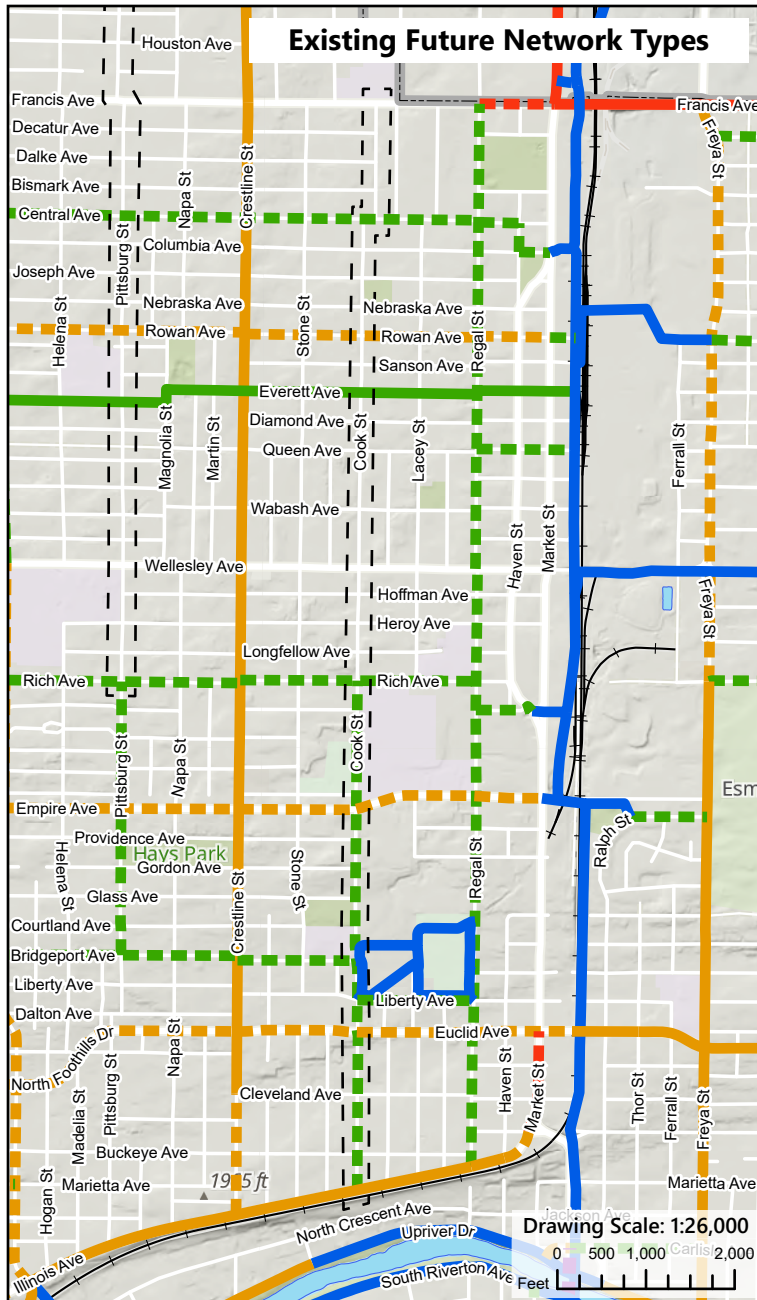 Existing Future Network Types
Houston Ave
Francis Ave
Francis Ave
Decatur Ave
Freya St
Dalke Ave
Bismark Ave
Napa St
Crestline St
Central Ave
Pittsburg St
Columbia Ave
Joseph Ave
Nebraska Ave
Nebraska Ave
Helena St
Stone St
Regal St
Rowan Ave
Rowan Ave
Sanson Ave
Everett Ave
Magnolia St
Martin St
Diamond Ave
Cook St
Lacey St
Ferrall St
Queen Ave
Wabash Ave
Haven St
Market St
Wellesley Ave
Hoffman Ave
Freya St
Heroy Ave
Longfellow Ave
Rich Ave
Rich Ave
Pittsburg St
Napa St
Cook St
Esm
Empire Ave
Ralph St
Providence Ave
Hays Park
Gordon Ave
Helena St
Stone St
Regal St
Glass Ave
Crestline St
Courtland Ave
Bridgeport Ave
Liberty Ave
Liberty Ave
Dalton Ave
Euclid Ave
North Foothills Dr
Napa St
Haven St
Market St
Cleveland Ave
Madelia St
Pittsburg St
Thor St
Ferrall St
Freya St
Buckeye Ave
Marietta Ave
Marietta Ave
Hogan St
1985 ft
North Crescent Ave
Jackson Ave
Upriver Dr
Drawing Scale: 1:26,000
0 500 1,000 2,000
Carlisl
Illinois Ave
South Riverton Ave
Feet